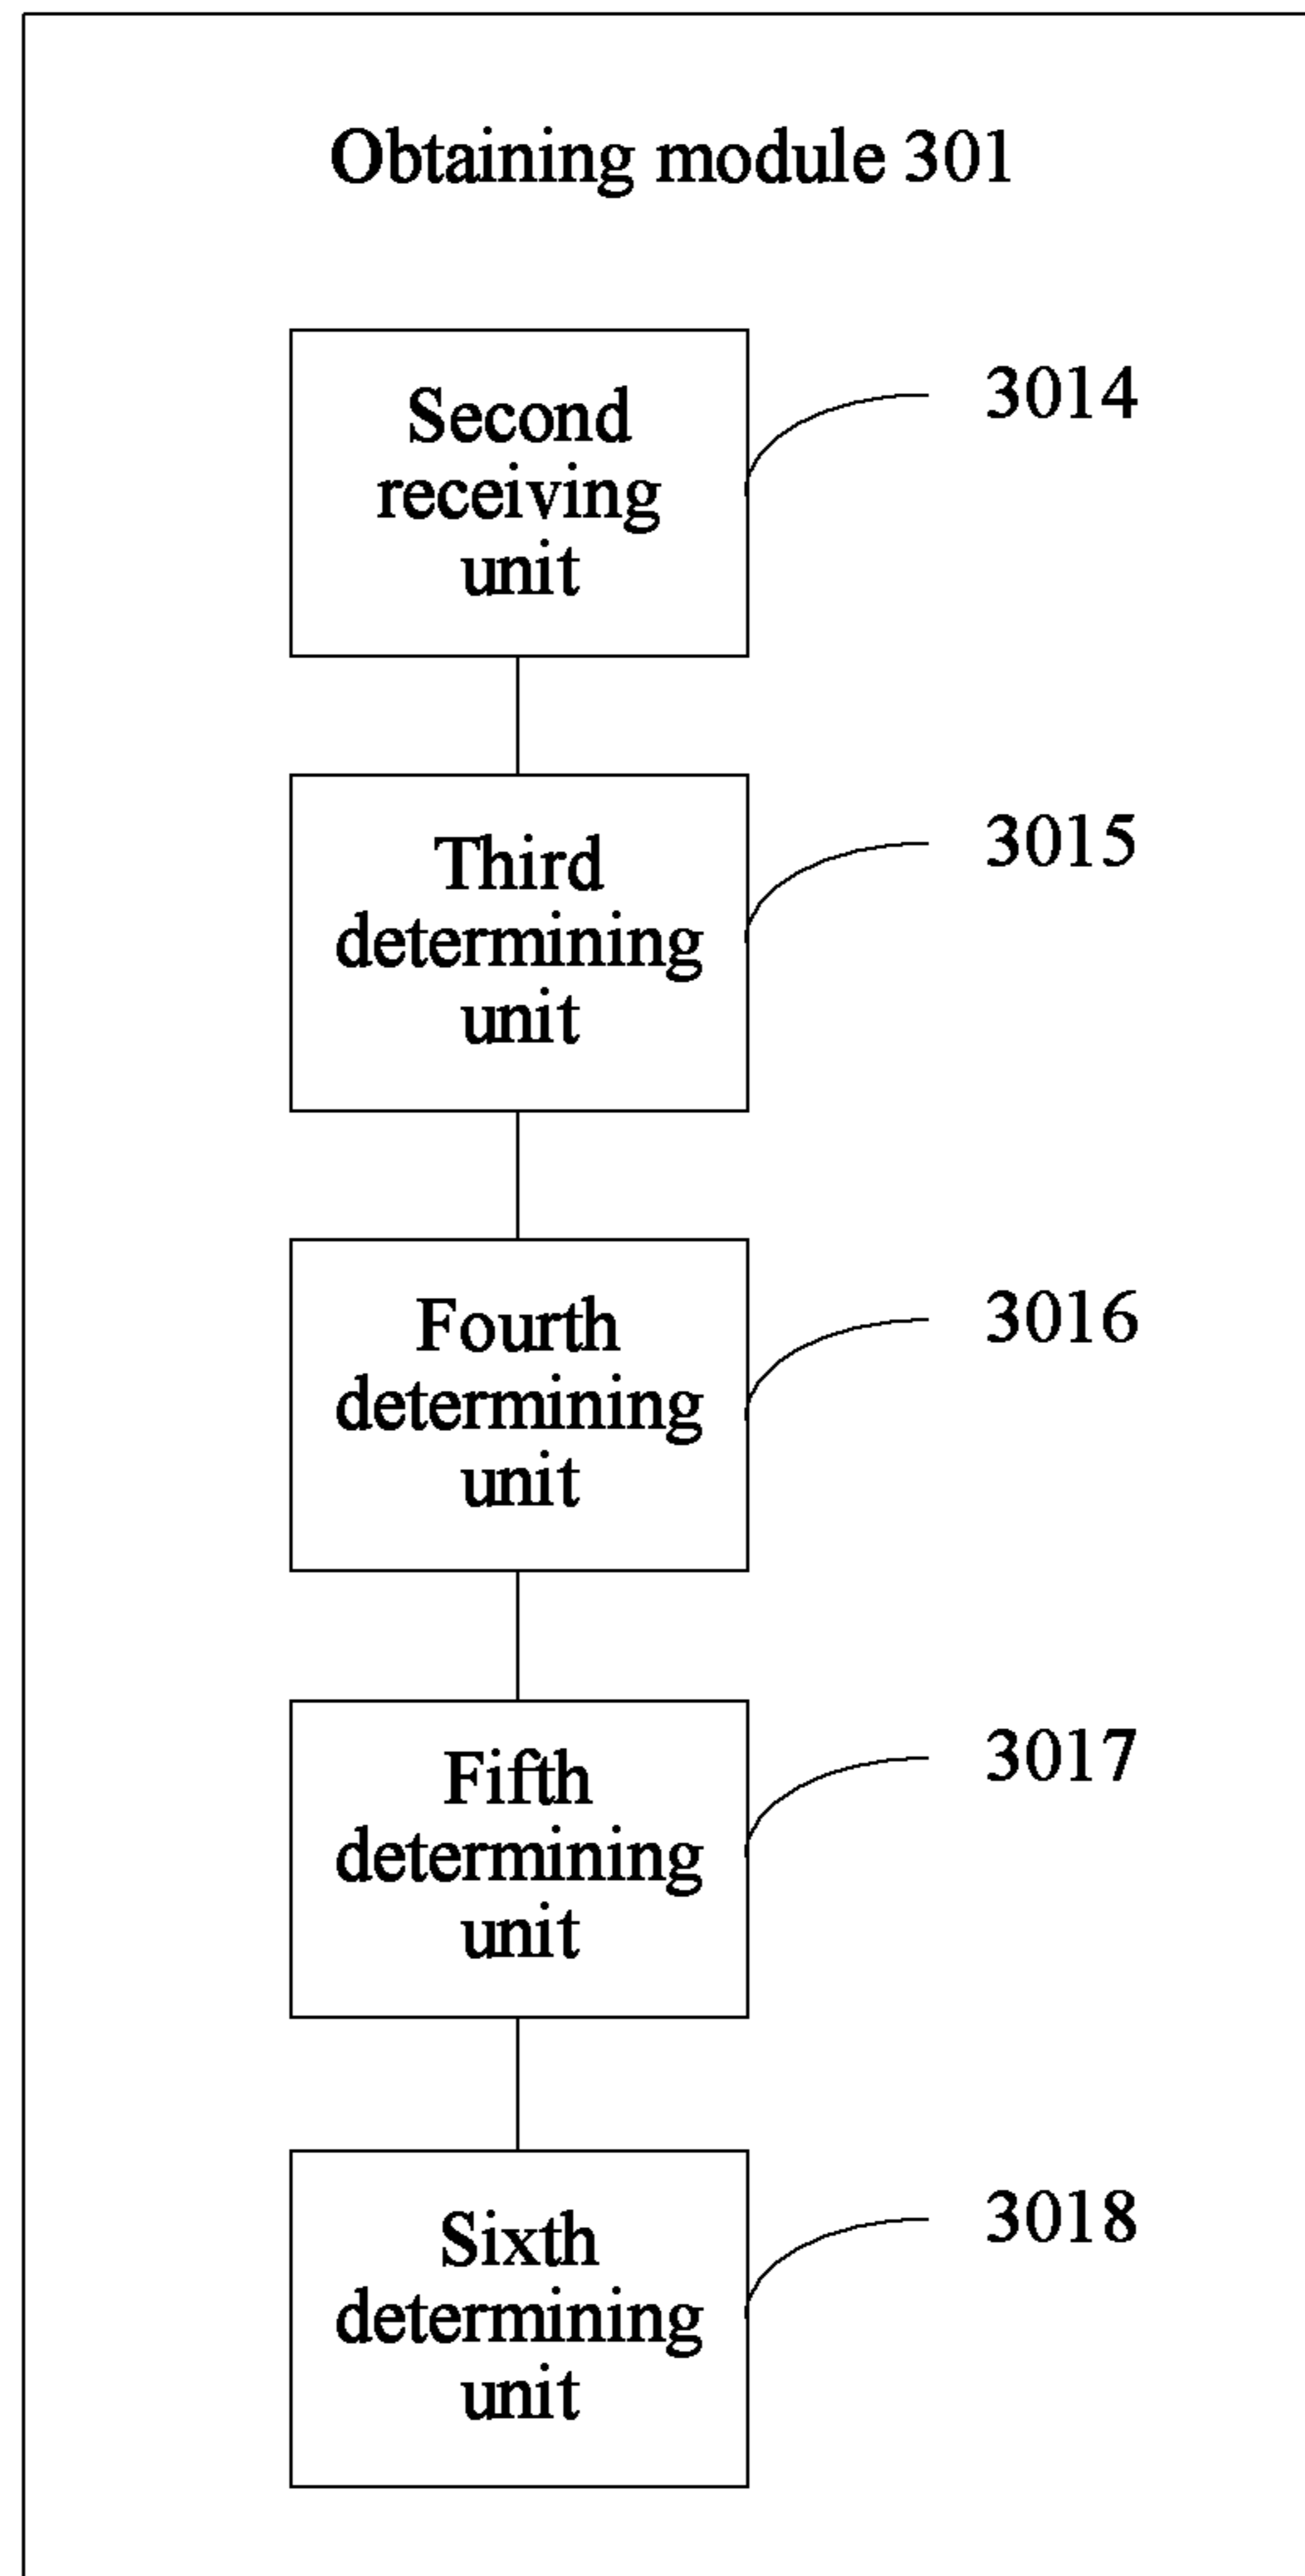 Obtaining module 301
Second
receiving
unit
3014
Third
determining
unit
3015
Fourth
determining
unit
3016
Fifth
determining
unit
3017
Sixth
determining
unit
3018